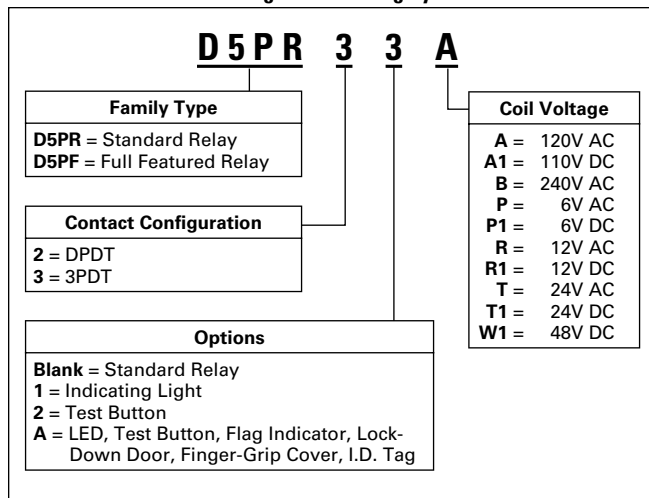 D5PR 3 3 A
Family Type
D5PR = Standard Relay
D5PF = Full Featured Relay
Contact Configuration
2 = DPDT
3 = 3PDT
Options
Blank = Standard Relay
1 = Indicating Light
2 = Test Button
A = LED, Test Button, Flag Indicator, Lock-
Down Door, Finger-Grip Cover, I.D. Tag
Coil Voltage
A = 120V AC
A1 = 110V DC
B = 240V AC
P = 6V AC
P1 = 6V DC
R = 12V AC
R1 = 12V DC
T = 24V AC
T1 = 24V DC
W1 = 48V DC